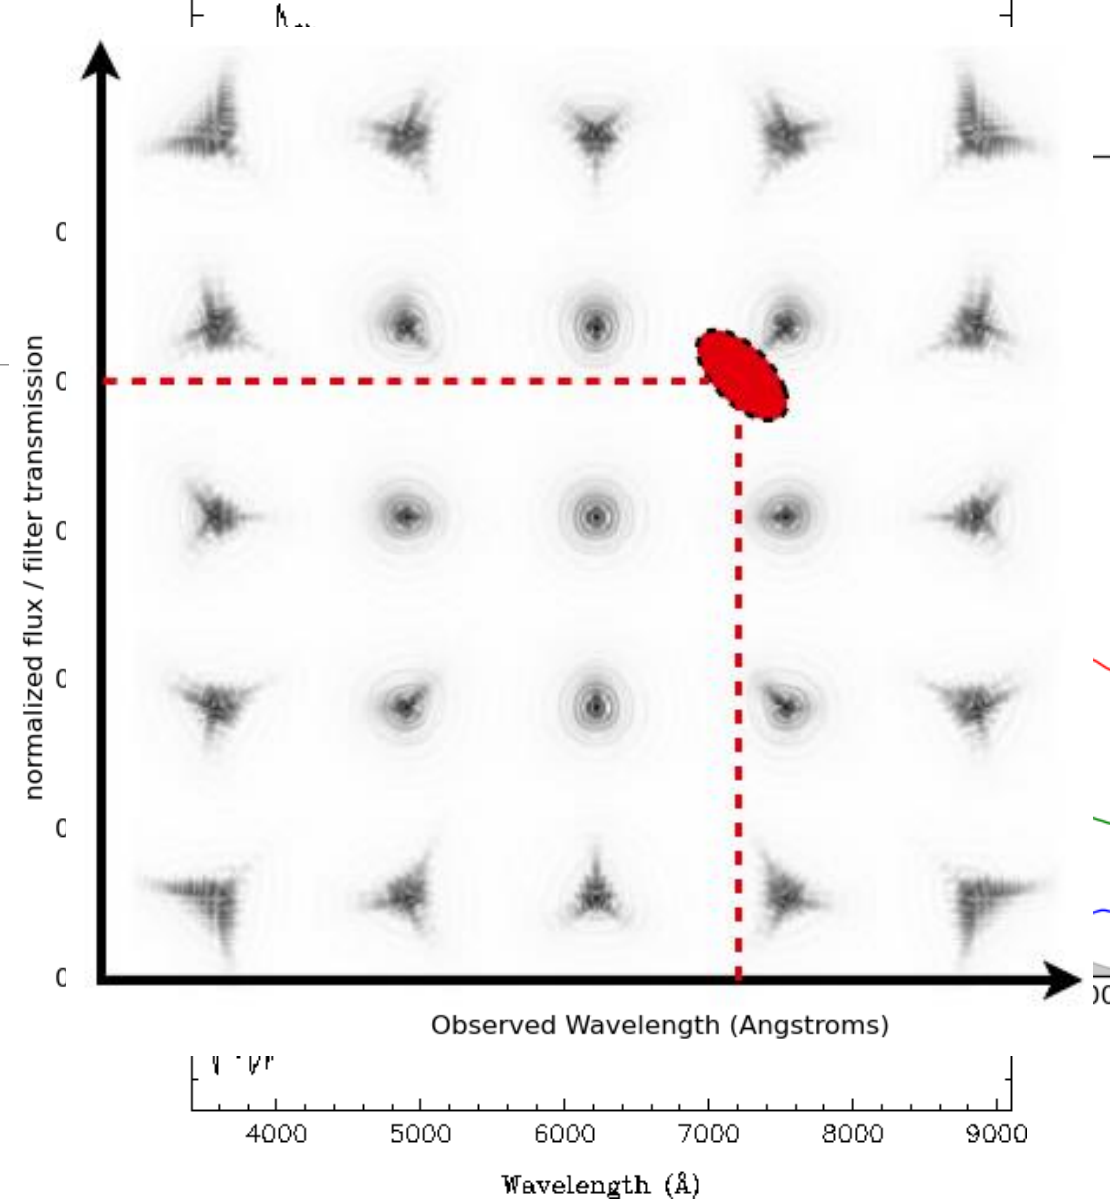 normalized flux / filter transmission
Observed Wavelength (Angstroms)
4000 5000 6000 7000 8000 9000
Wavelength (Å)